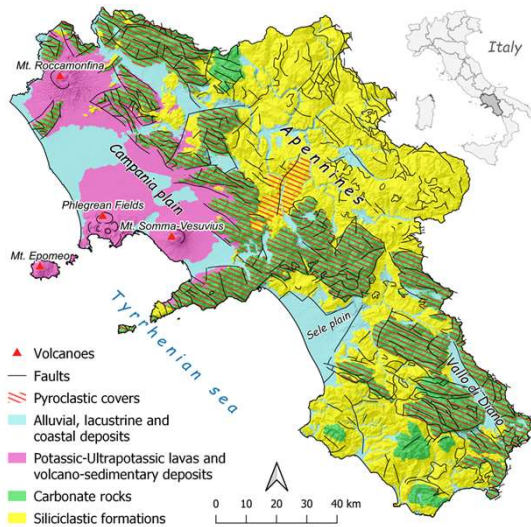 Italy
Mt. Roccamonfina
Apennines
Campania plain
Phlegrean Fields
Mt. Somma-Vesuvius
Mt. Epomeo
Tyrrhenian sea
Sele plain
Vallo di Diano
Volcanoes
Faults
Pyroclastic covers
Alluvial, lacustrine and
coastal deposits
Potassic-Ultrapotassic lavas and
volcano-sedimentary deposits
Carbonate rocks
Siliciclastic formations
0 10 20 30 40 km